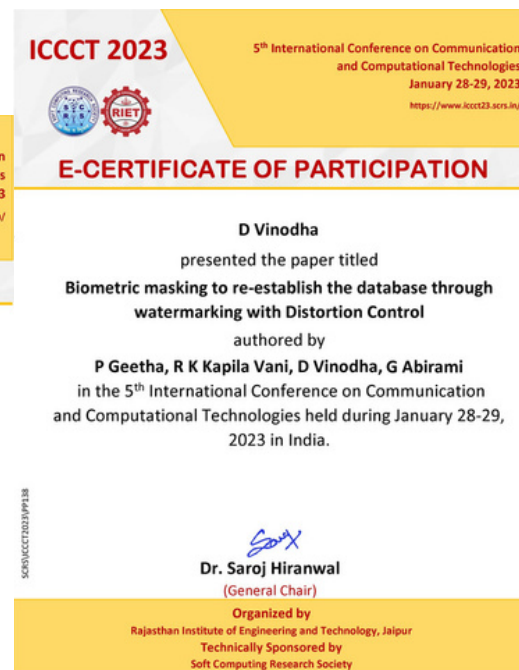 ICCCT 2023
5th International Conference on Communication
and Computational Technologies
January 28-29, 2023
https://www.iccct23.scrs.in/
RIET
E-CERTIFICATE OF PARTICIPATION
D Vinodha
presented the paper titled
Biometric masking to re-establish the database through
watermarking with Distortion Control
authored by
P Geetha, R K Kapila Vani, D Vinodha, G Abirami
in the 5th International Conference on Communication
and Computational Technologies held during January 28-29,
2023 in India.
SCRS\ICCCT2023\PP138
Dr. Saroj Hiranwal
(General Chair)
Organized by
Rajasthan Institute of Engineering and Technology, Jaipur
Technically Sponsored by
Soft Computing Research Society